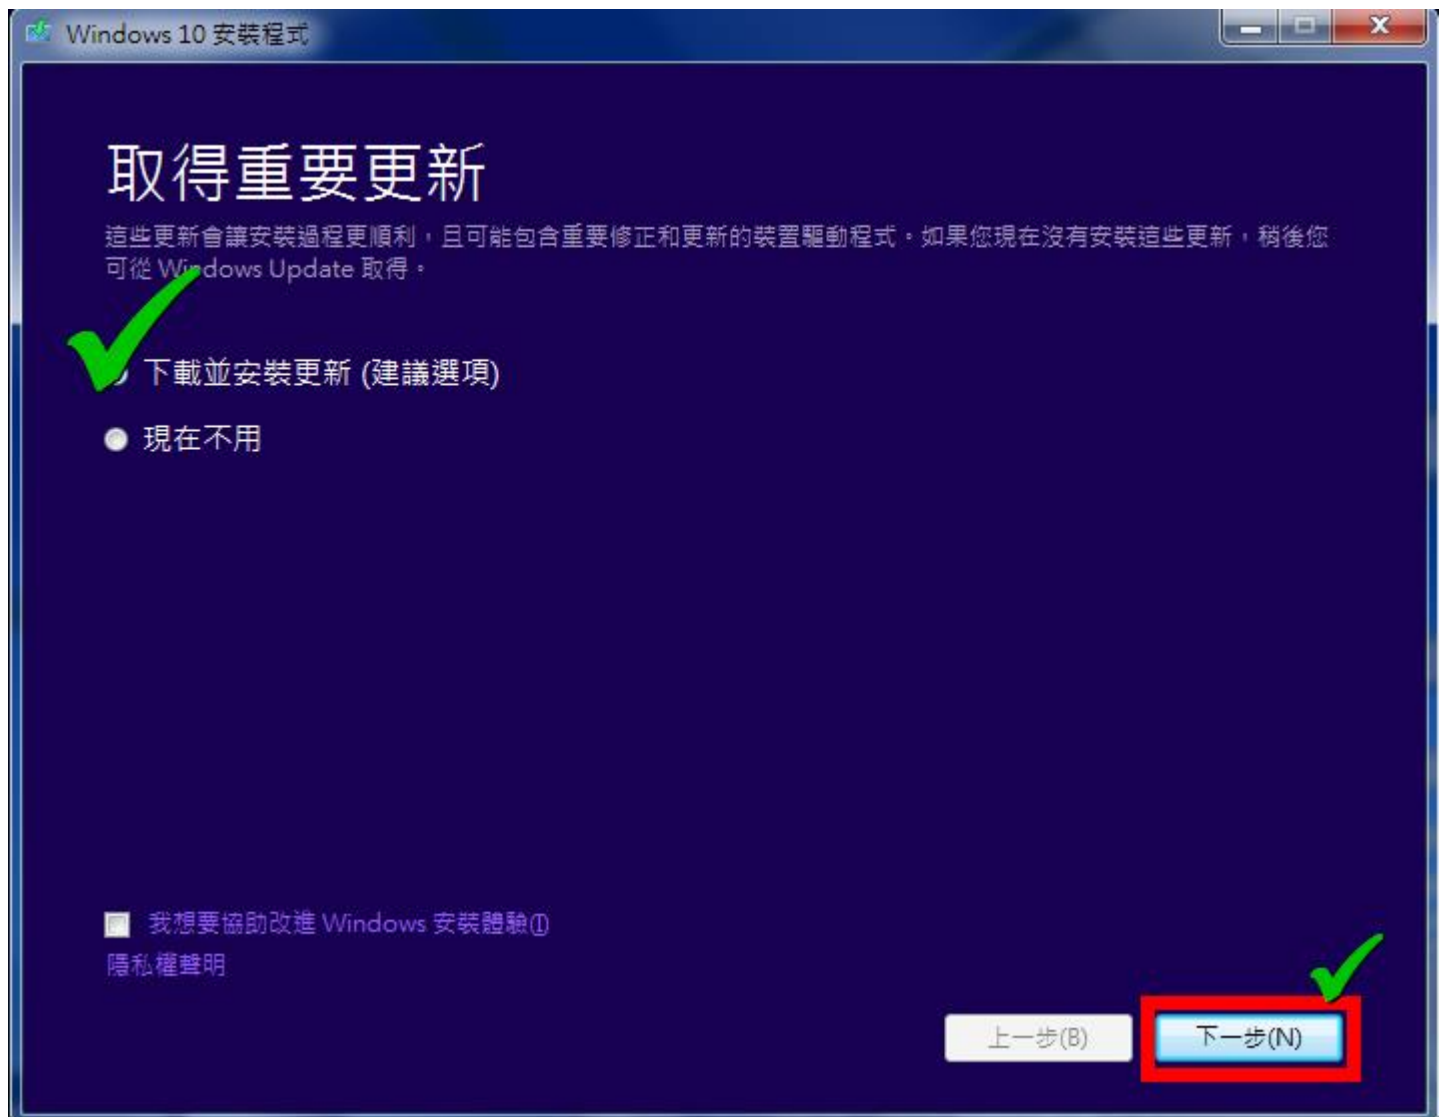 Windows 10 安裝程式
取得重要更新
這些更新會讓安裝過程更順利，且可能包含重要修正和更新的裝置驅動程式。如果您現在沒有安裝這些更新，稍後您
可從 Windows Update 取得。
下載並安裝更新 (建議選項)
現在不用
我想要協助改進 Windows 安裝體驗(I)
隱私權聲明
上一步(B)
下一步(N)